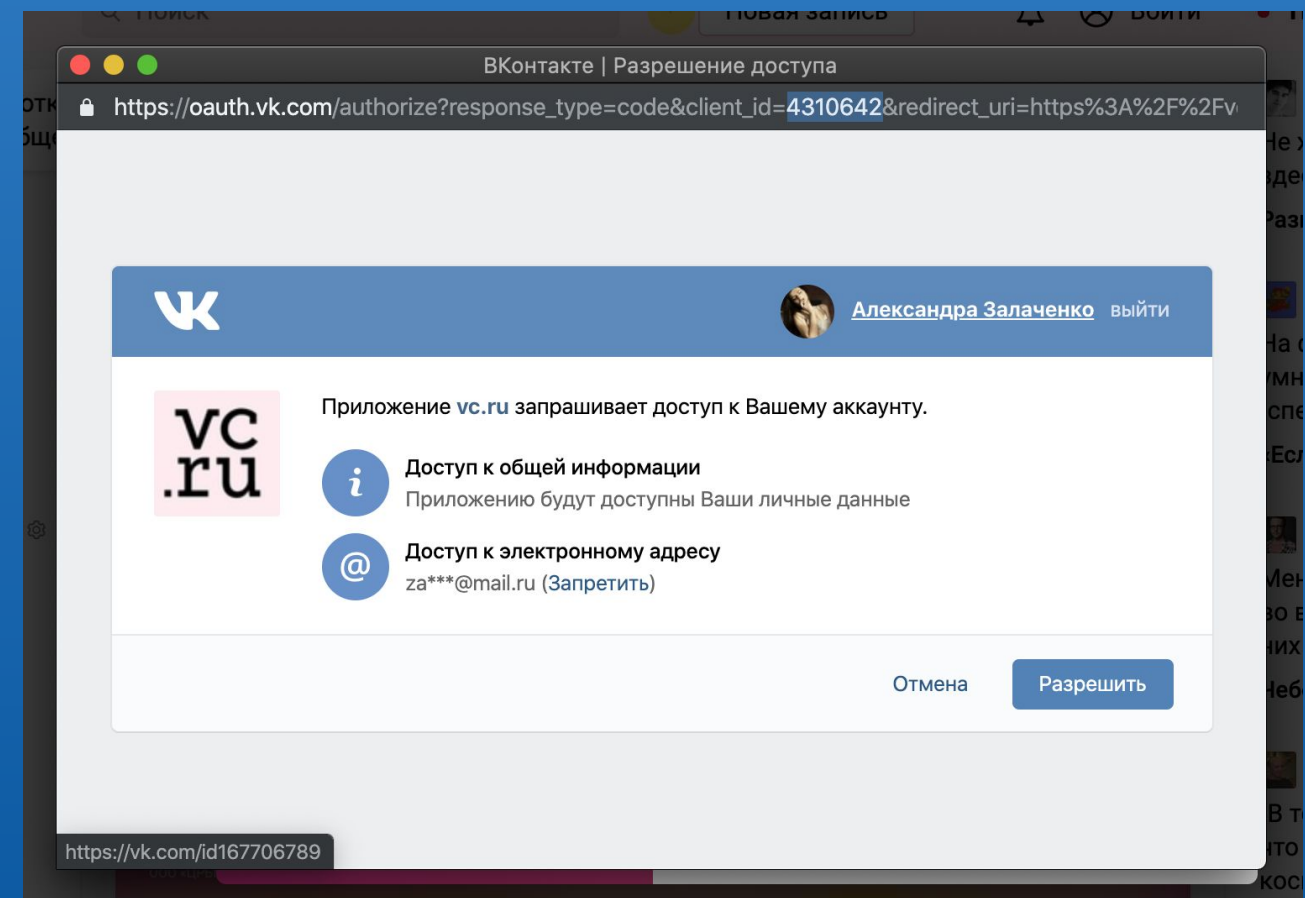 Поиск
Новая запись
Войти
ВКонтакте | Разрешение доступа
https://oauth.vk.com/authorize?response_type=code&client_id=4310642&redirect_uri=https%3A%2F%2Fv
VK
Александра Залаченко выйти
vc
.ru
Приложение vc.ru запрашивает доступ к Вашему аккаунту.
Доступ к общей информации
Приложению будут доступны Ваши личные данные
@
Доступ к электронному адресу
za***@mail.ru (Запретить)
Отмена
Разрешить
https://vk.com/id167706789